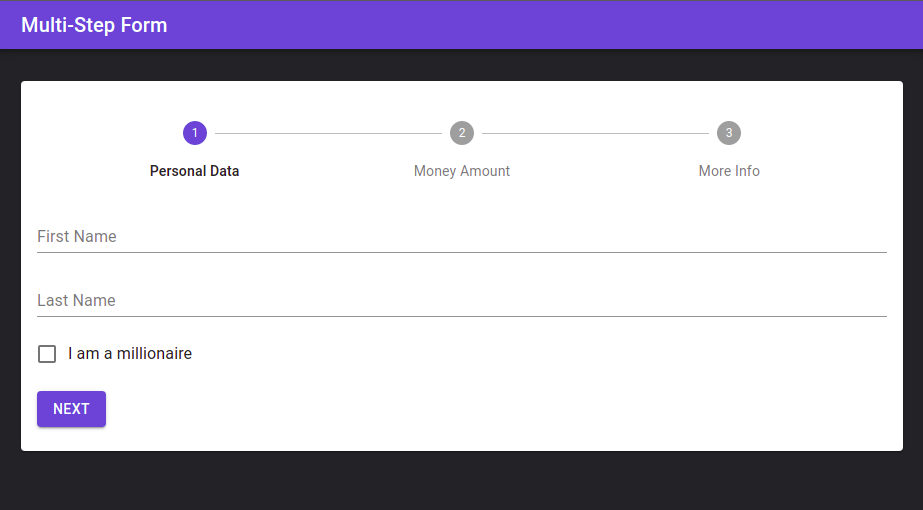 Multi-Step Form
1 2 3
Personal Data Money Amount More Info
First Name
Last Name
I am a millionaire
NEXT